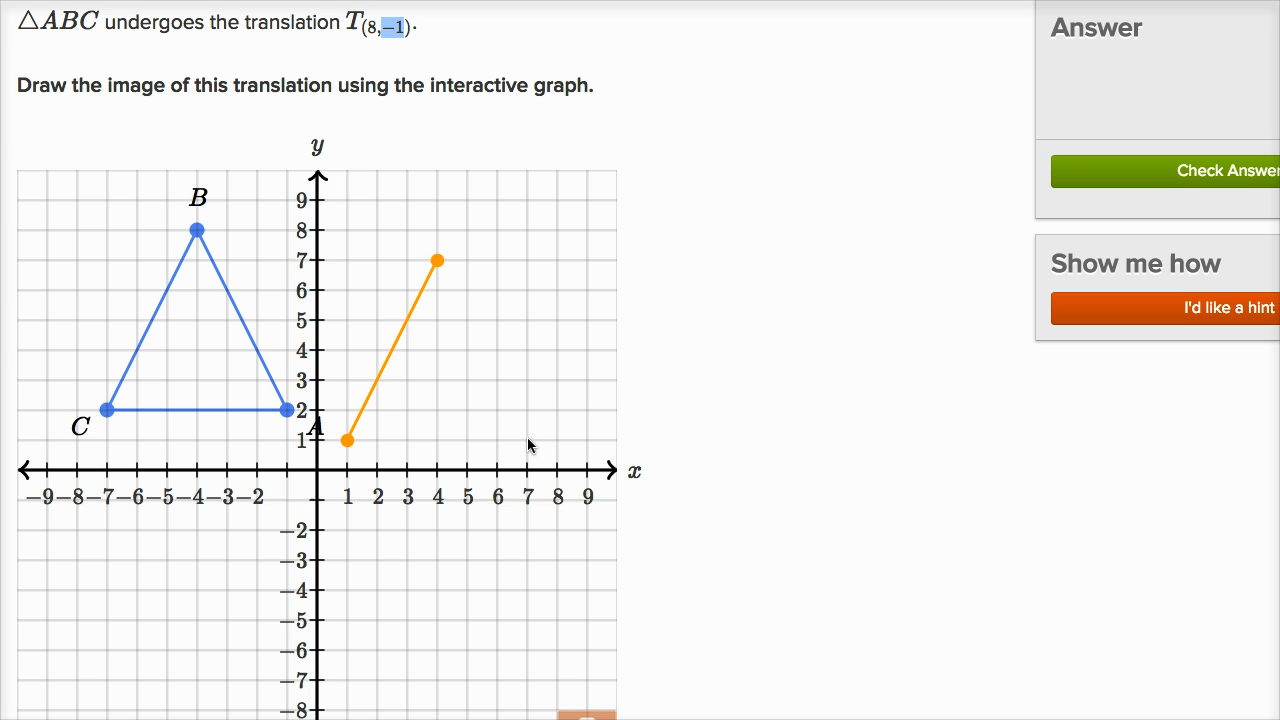 △ABC undergoes the translation T(8,−1).
Answer
Draw the image of this translation using the interactive graph.
y
Check Answer
B
9
8
7
Show me how
6
I'd like a hint
5
4
3
2
C
A
1
x
−9 −8 −7 −6 −5 −4 −3 −2 1 2 3 4 5 6 7 8 9
−2
−3
−4
−5
−6
−7
−8